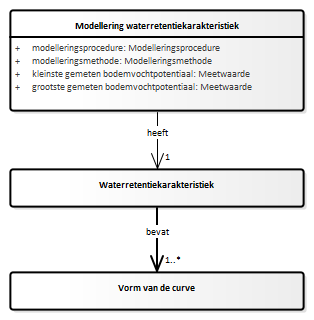 Modellering waterretentiekarakteristiek
+ modelleringsprocedure: Modelleringsprocedure
+ modelleringsmethode: Modelleringsmethode
+ kleinste gemeten bodemvochtpotentiaal: Meetwaarde
+ grootste gemeten bodemvochtpotentiaal: Meetwaarde
heeft
1
Waterretentiekarakteristiek
bevat
1..*
Vorm van de curve